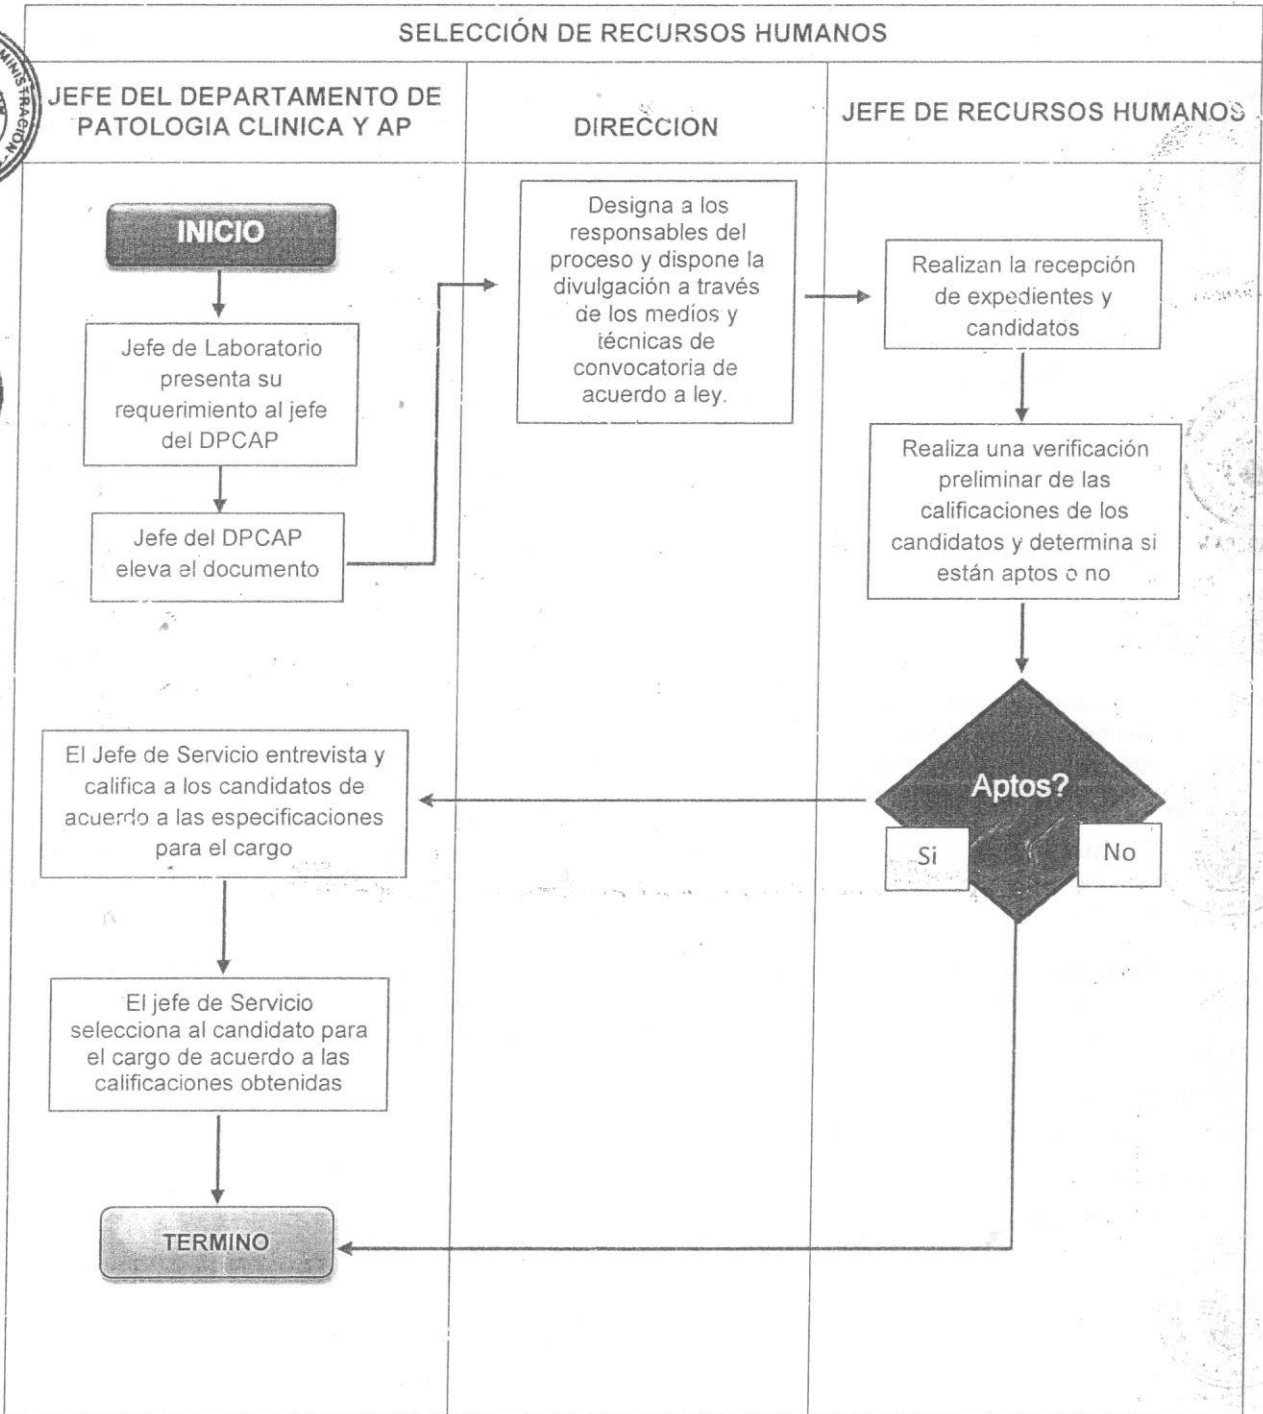 SELECCIÓN DE RECURSOS HUMANOS
JEFE DEL DEPARTAMENTO DE
PATOLOGIA CLINICA Y AP
DIRECCION
JEFE DE RECURSOS HUMANOS
INICIO
Jefe de Laboratorio
presenta su
requerimiento al jefe
del DPCAP
Jefe del DPCAP
eleva el documento
Designa a los
responsables del
proceso y dispone la
divulgación a través
de los medios y
técnicas de
convocatoria de
acuerdo a ley.
Realizan la recepción
de expedientes y
candidatos
Realiza una verificación
preliminar de las
calificaciones de los
candidatos y determina si
están aptos o no
Aptos?
Si
No
El Jefe de Servicio entrevista y
califica a los candidatos de
acuerdo a las especificaciones
para el cargo
El jefe de Servicio
selecciona al candidato para
el cargo de acuerdo a las
calificaciones obtenidas
TERMINO